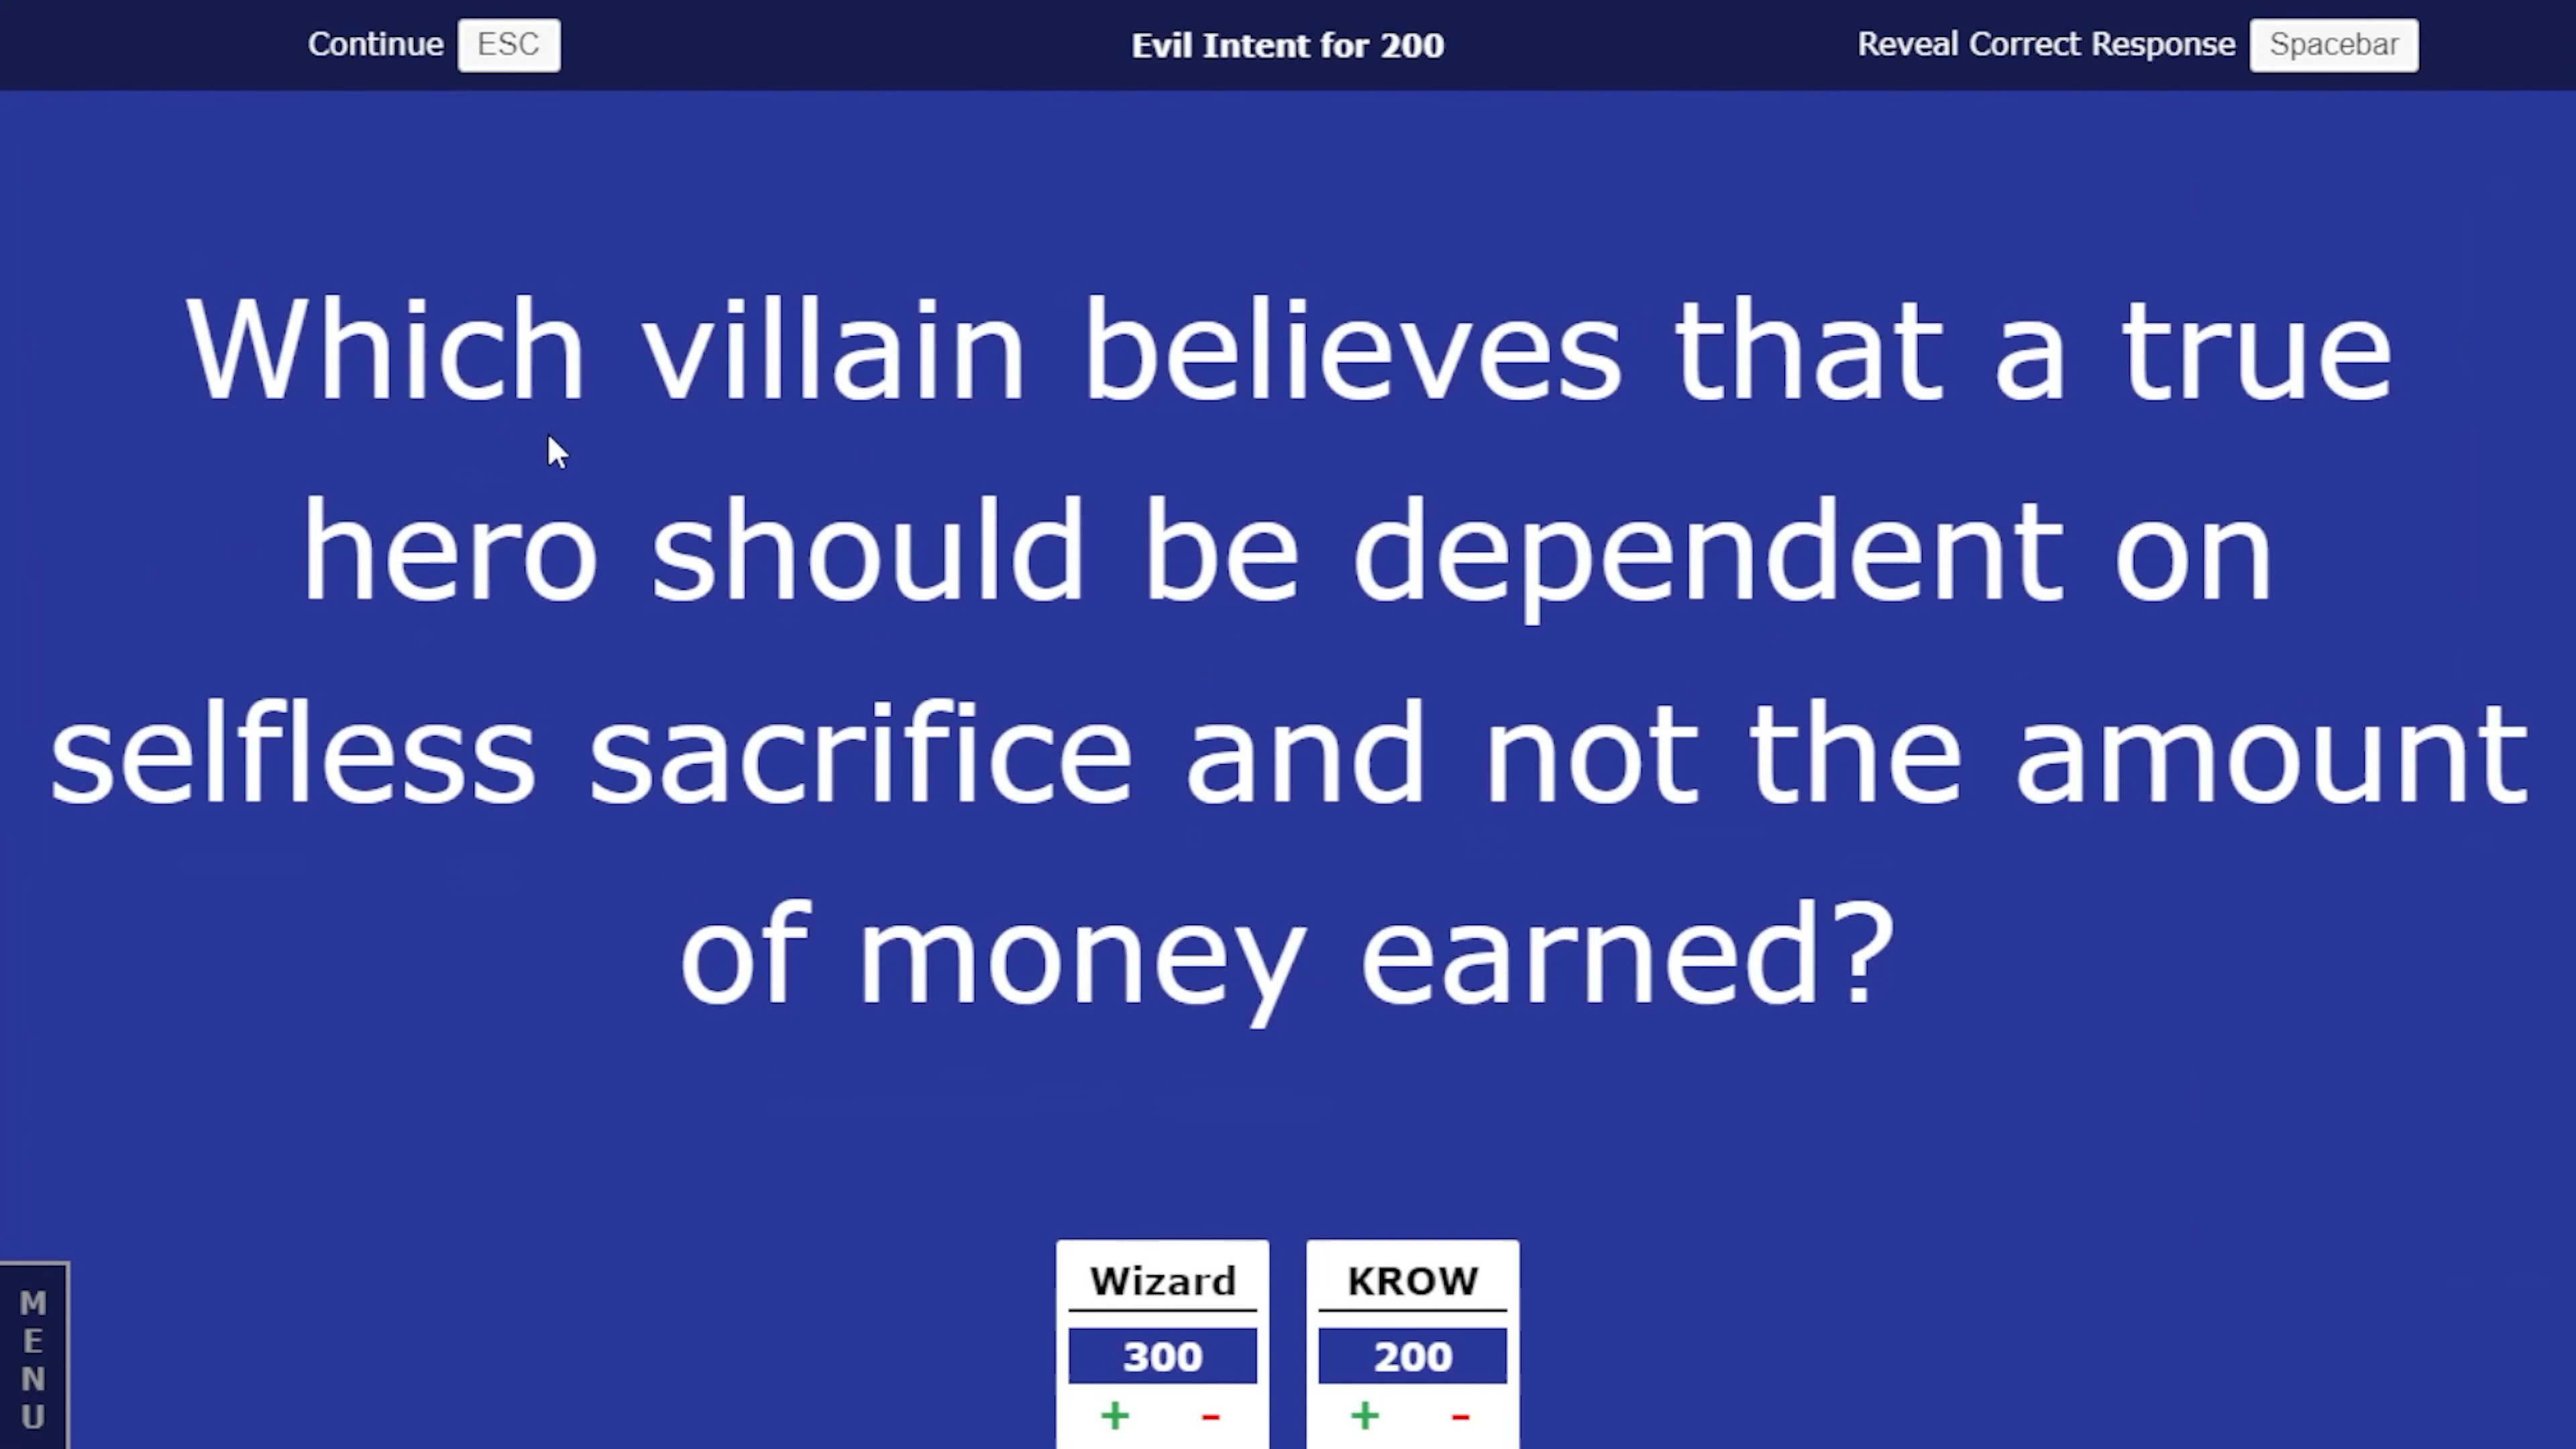 Continue ESC
Evil Intent for 200
Reveal Correct Response Spacebar
Which villain believes that a true
hero should be dependent on
selfless sacrifice and not the amount
of money earned?
Wizard
300
+ -
KROW
200
+ -
MENU